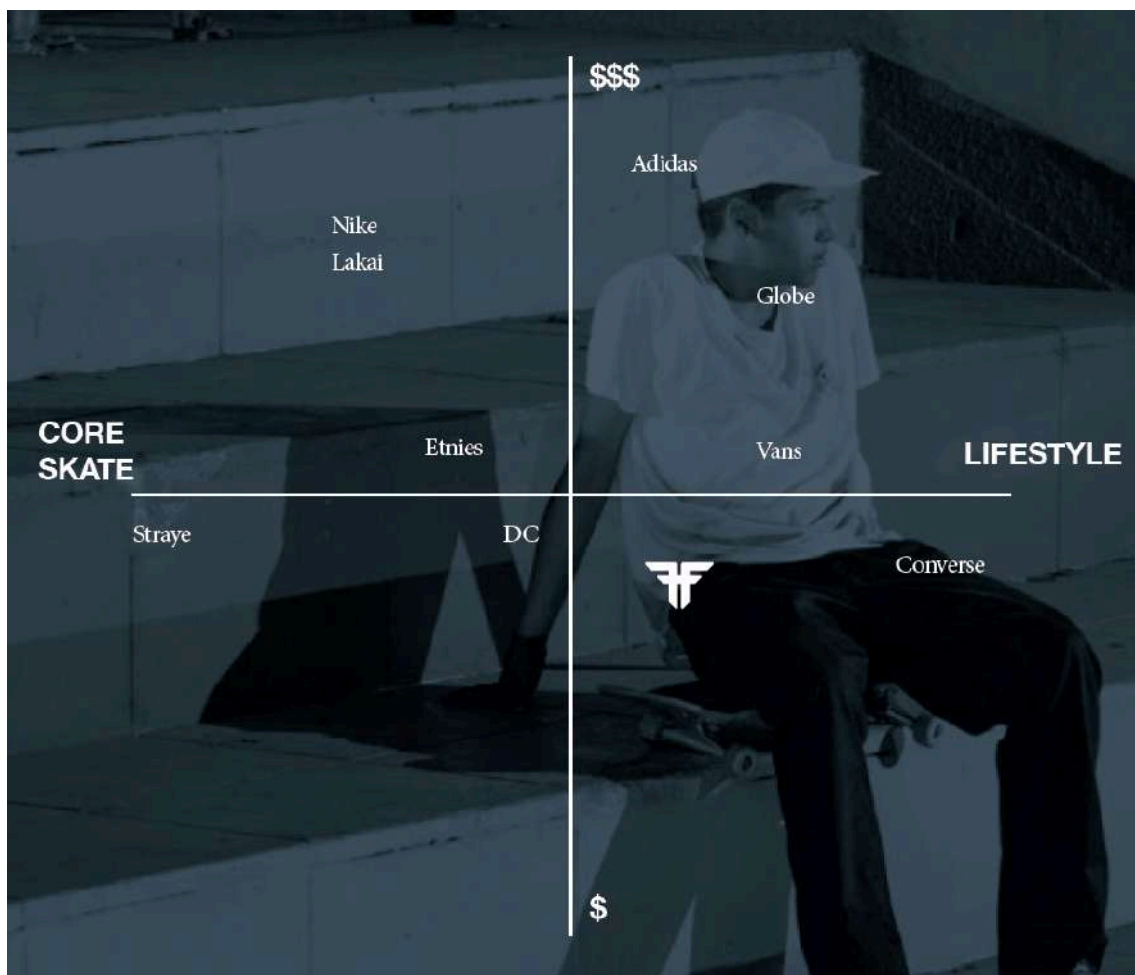 $$$
Adidas
Nike
Lakai
Globe
CORE
SKATE
Etnies
Vans
LIFESTYLE
Straye
DC
Converse
$